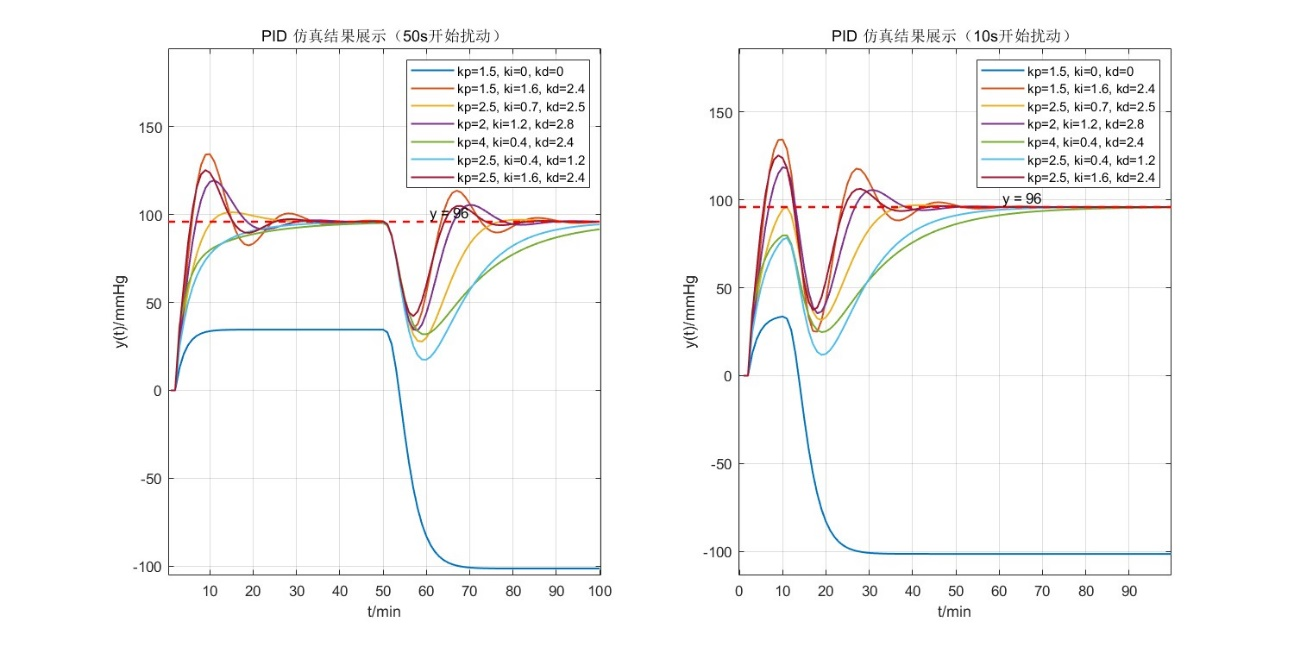 PID 仿真结果展示（50s开始扰动）
kp=1.5, ki=0, kd=0
kp=1.5, ki=1.6, kd=2.4
kp=2.5, ki=0.7, kd=2.5
kp=2, ki=1.2, kd=2.8
kp=4, ki=0.4, kd=2.4
kp=2.5, ki=0.4, kd=1.2
kp=2.5, ki=1.6, kd=2.4
y = 96
y(t)/mmHg
150
100
50
0
-50
-100
10 20 30 40 50 60 70 80 90 100
t/min
PID 仿真结果展示（10s开始扰动）
kp=1.5, ki=0, kd=0
kp=1.5, ki=1.6, kd=2.4
kp=2.5, ki=0.7, kd=2.5
kp=2, ki=1.2, kd=2.8
kp=4, ki=0.4, kd=2.4
kp=2.5, ki=0.4, kd=1.2
kp=2.5, ki=1.6, kd=2.4
y = 96
y(t)/mmHg
150
100
50
0
-50
-100
0 10 20 30 40 50 60 70 80 90
t/min